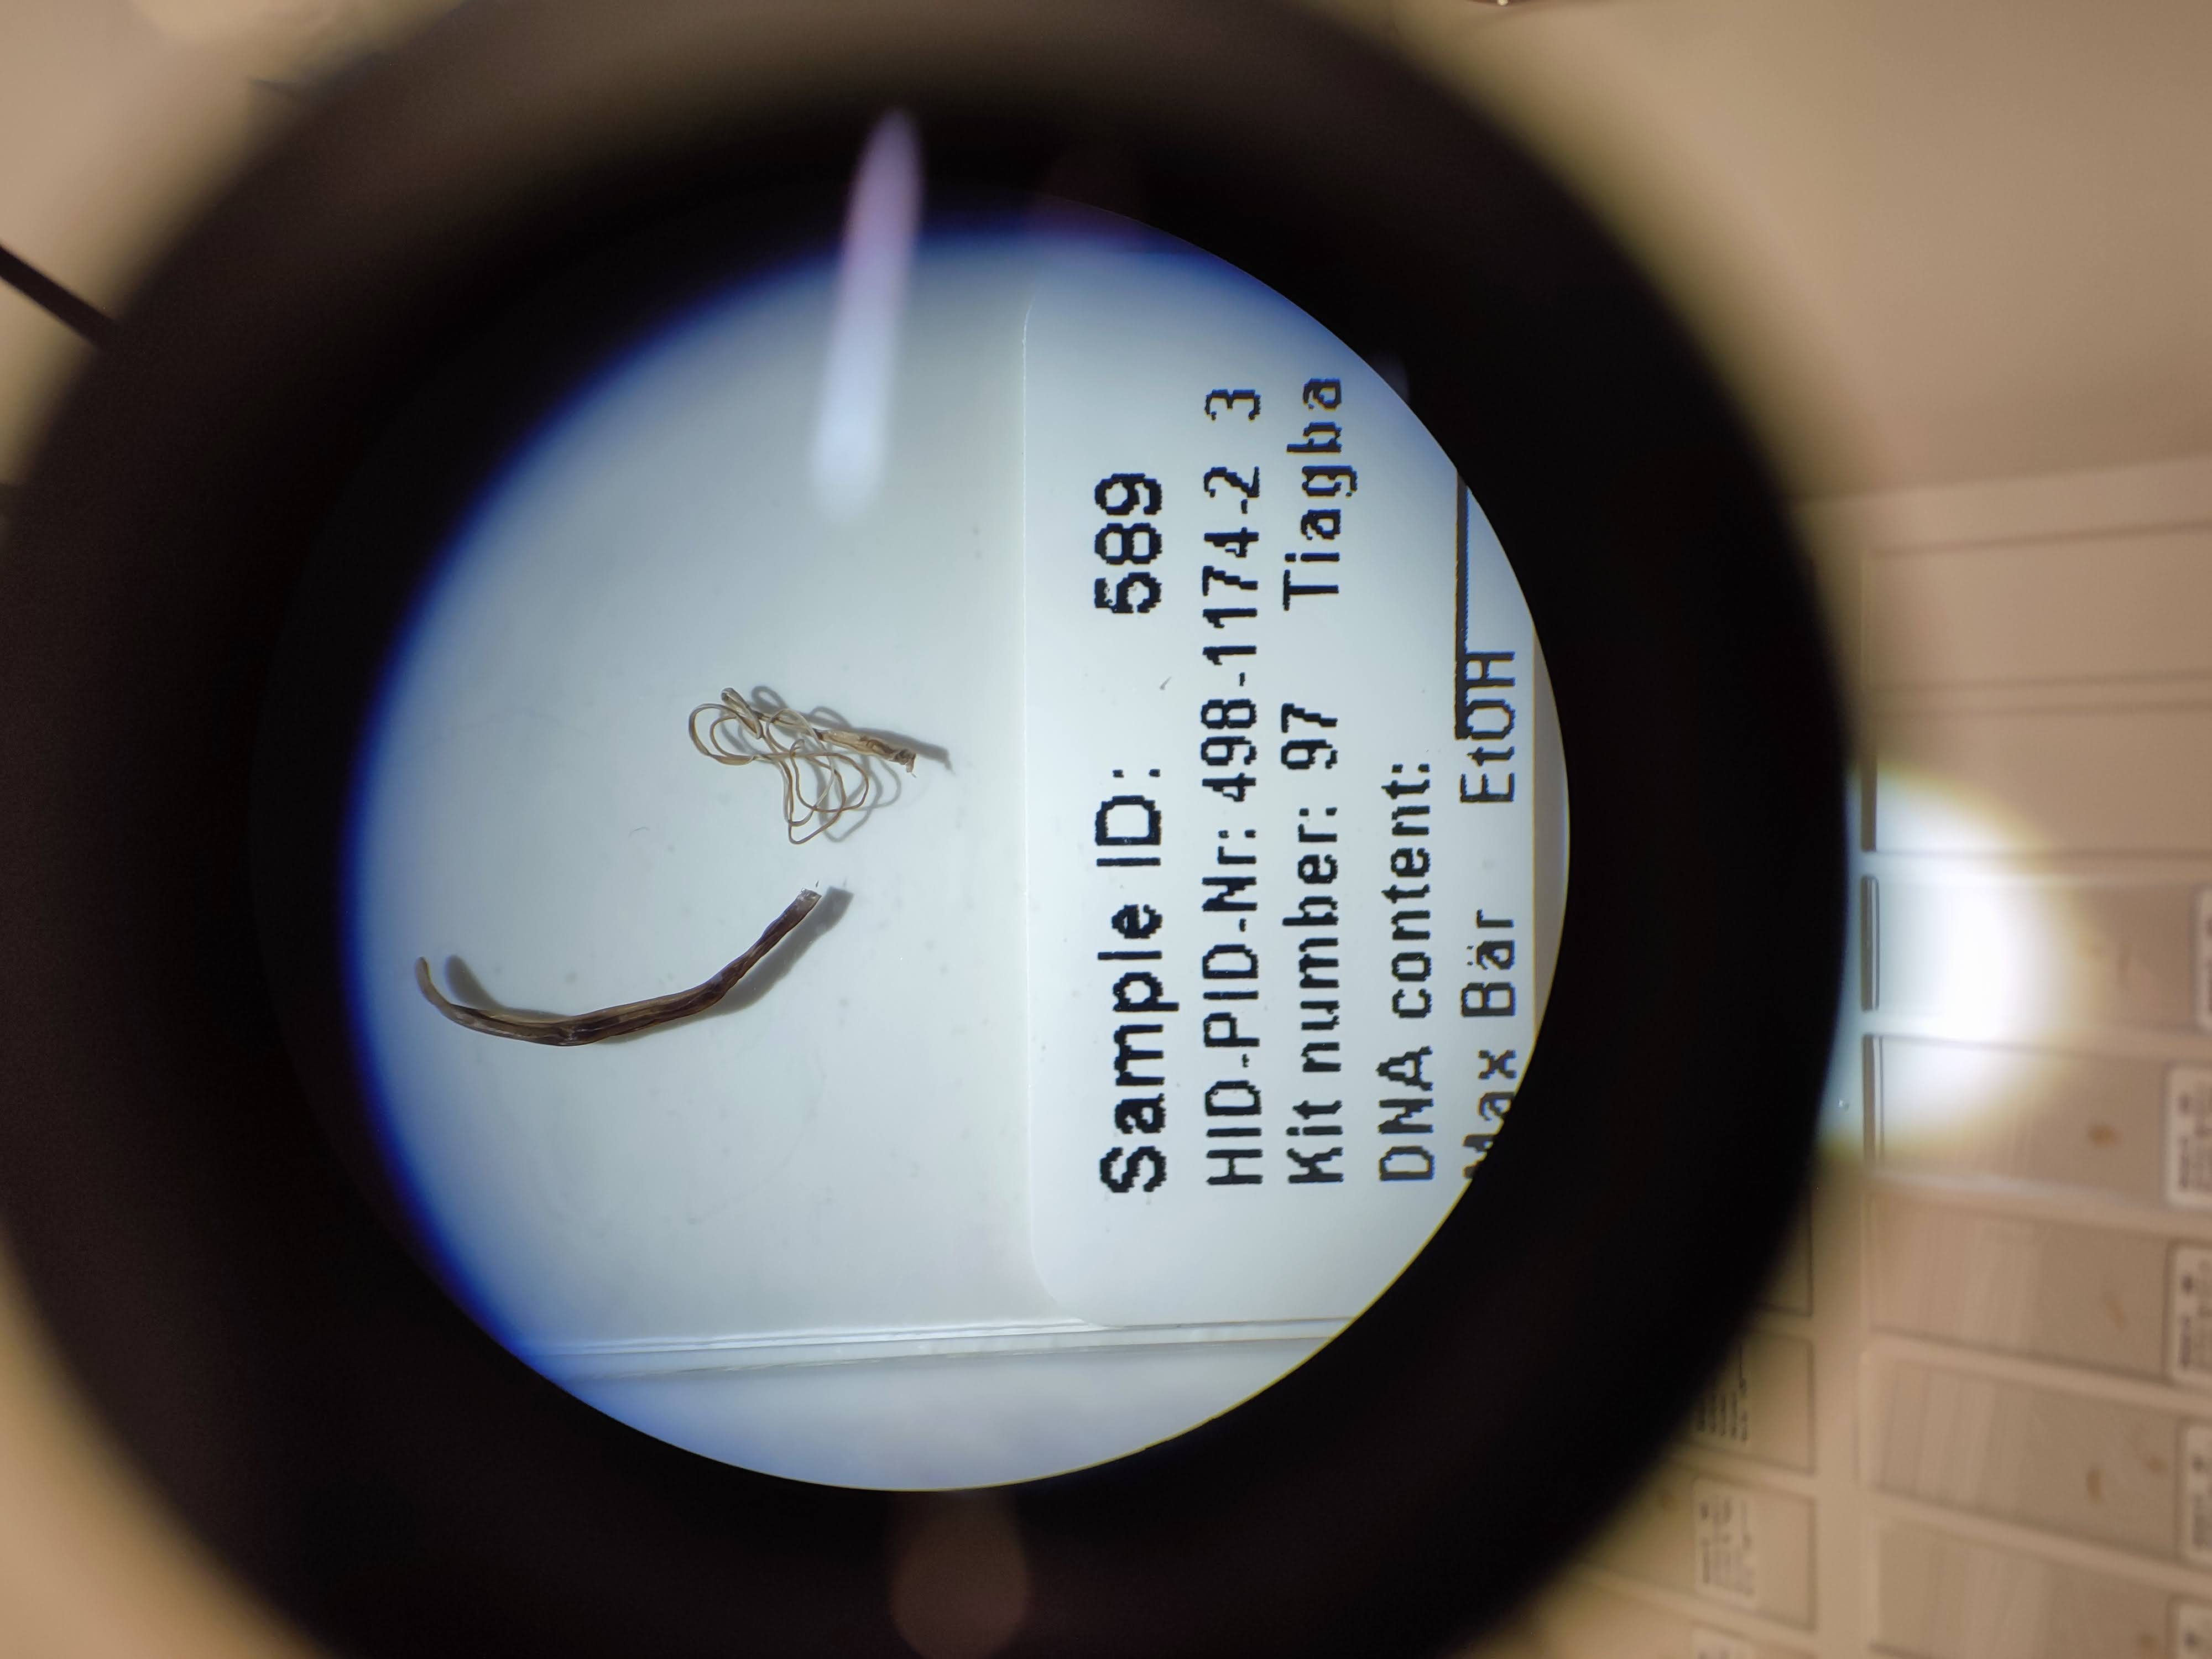 Sample ID: 589
HID-PID-Nr: 498-1174-2 3
Kit number: 97 Tiagba
DNA content:
Max Bär EtOH